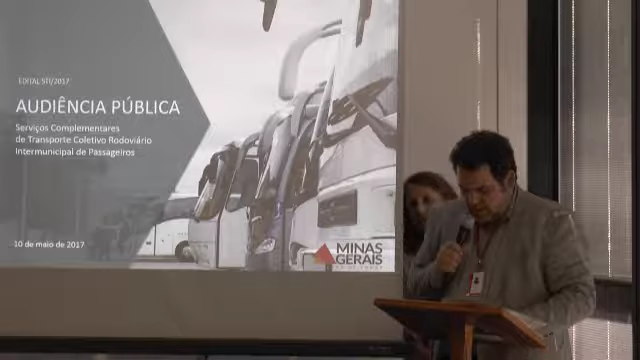 EDITAL STI/2017
AUDIÊNCIA PÚBLICA
Serviços Complementares
de Transporte Coletivo Rodoviário
Intermunicipal de Passageiros
10 de maio de 2017
MINAS
GERAIS